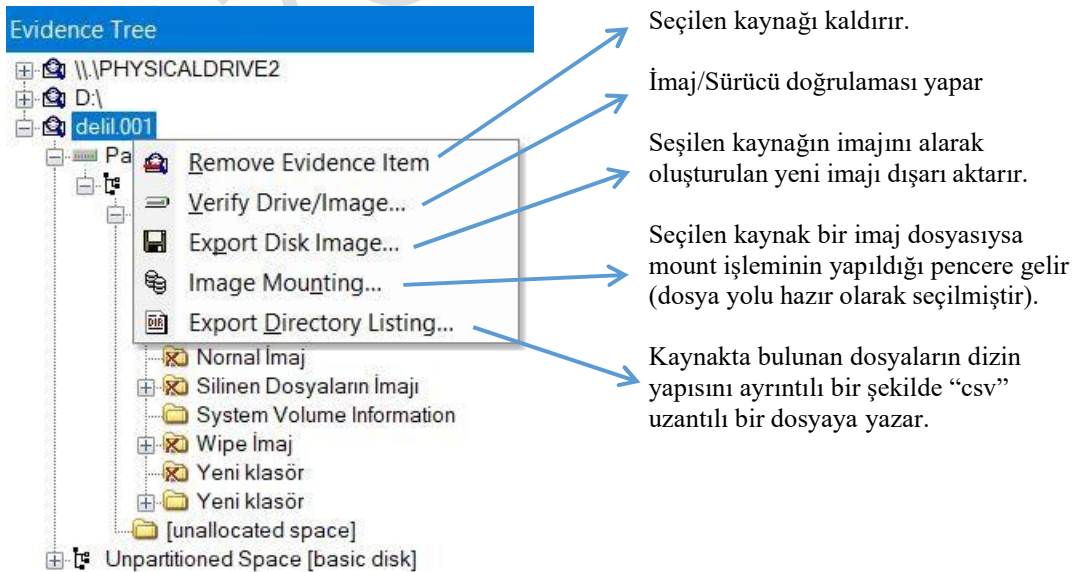 Evidence Tree
\\.\PHYSICALDRIVE2
D:\
delil.001
Pa
Remove Evidence Item
Verify Drive/Image...
Export Disk Image...
Image Mounting...
Export Directory Listing...
Nornal İmaj
Silinen Dosyaların İmajı
System Volume Information
Wipe İmaj
Yeni klasör
Yeni klasör
[unallocated space]
Unpartitioned Space [basic disk]
Seçilen kaynağı kaldırır.
İmaj/Sürücü doğrulaması yapar
Seşilen kaynağın imajını alarak
oluşturulan yeni imajı dışarı aktarır.
Seçilen kaynak bir imaj dosyasıysa
mount işleminin yapıldığı pencere gelir
(dosya yolu hazır olarak seçilmiştir).
Kaynakta bulunan dosyaların dizin
yapısını ayrıntılı bir şekilde “csv”
uzantılı bir dosyaya yazar.